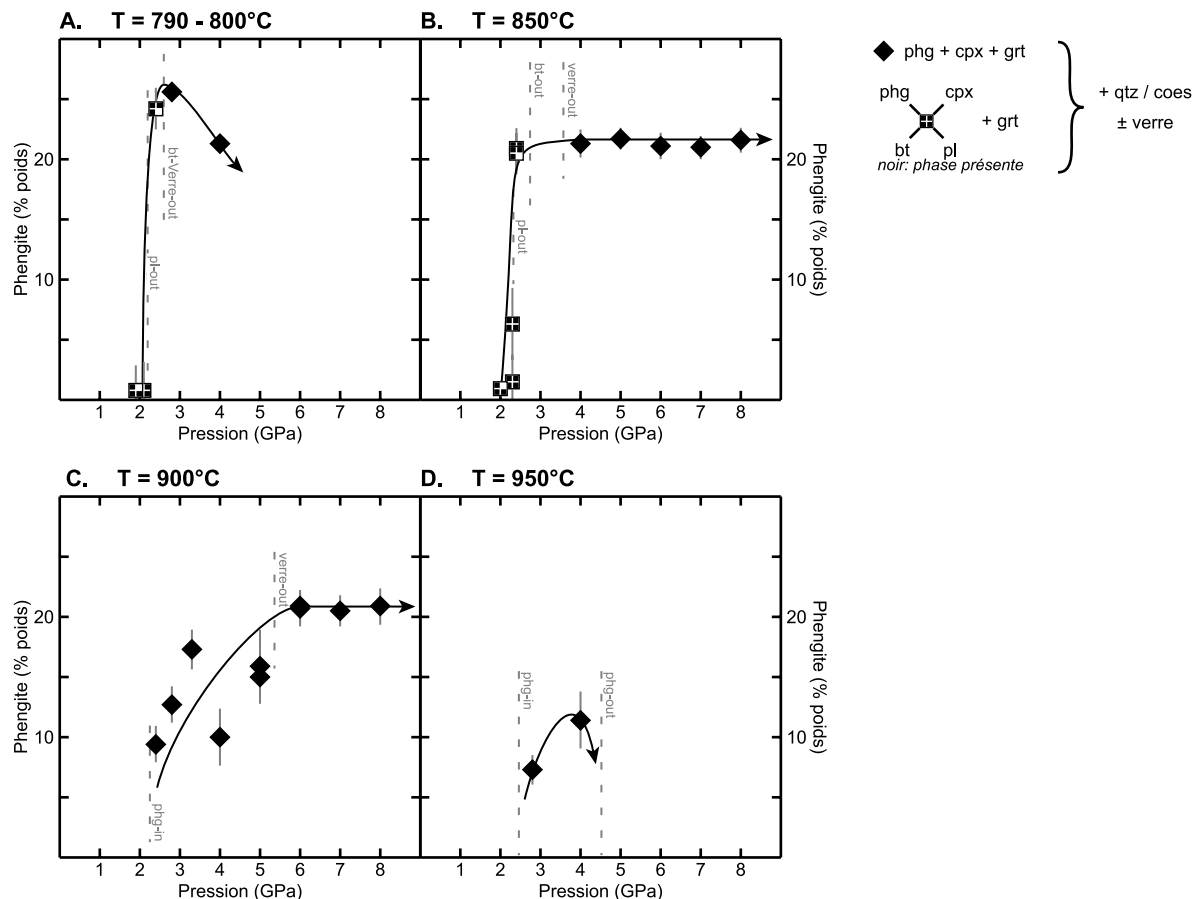 A. T = 790 - 800°C
B. T = 850°C
Phengite (% poids)
20
10
bt-Verre-out
pl-out
1 2 3 4 5 6 7 8
Pression (GPa)
bt-out
verre-out
pl-out
1 2 3 4 5 6 7 8
Pression (GPa)
20
10
Phengite (% poids)
phg + cpx + grt
phg cpx
+ grt
bt pl
noir: phase présente
+ qtz / coes
± verre
C. T = 900°C
D. T = 950°C
Phengite (% poids)
20
10
phg-in
verre-out
1 2 3 4 5 6 7 8
Pression (GPa)
phg-in
phg-out
1 2 3 4 5 6 7 8
Pression (GPa)
20
10
Phengite (% poids)